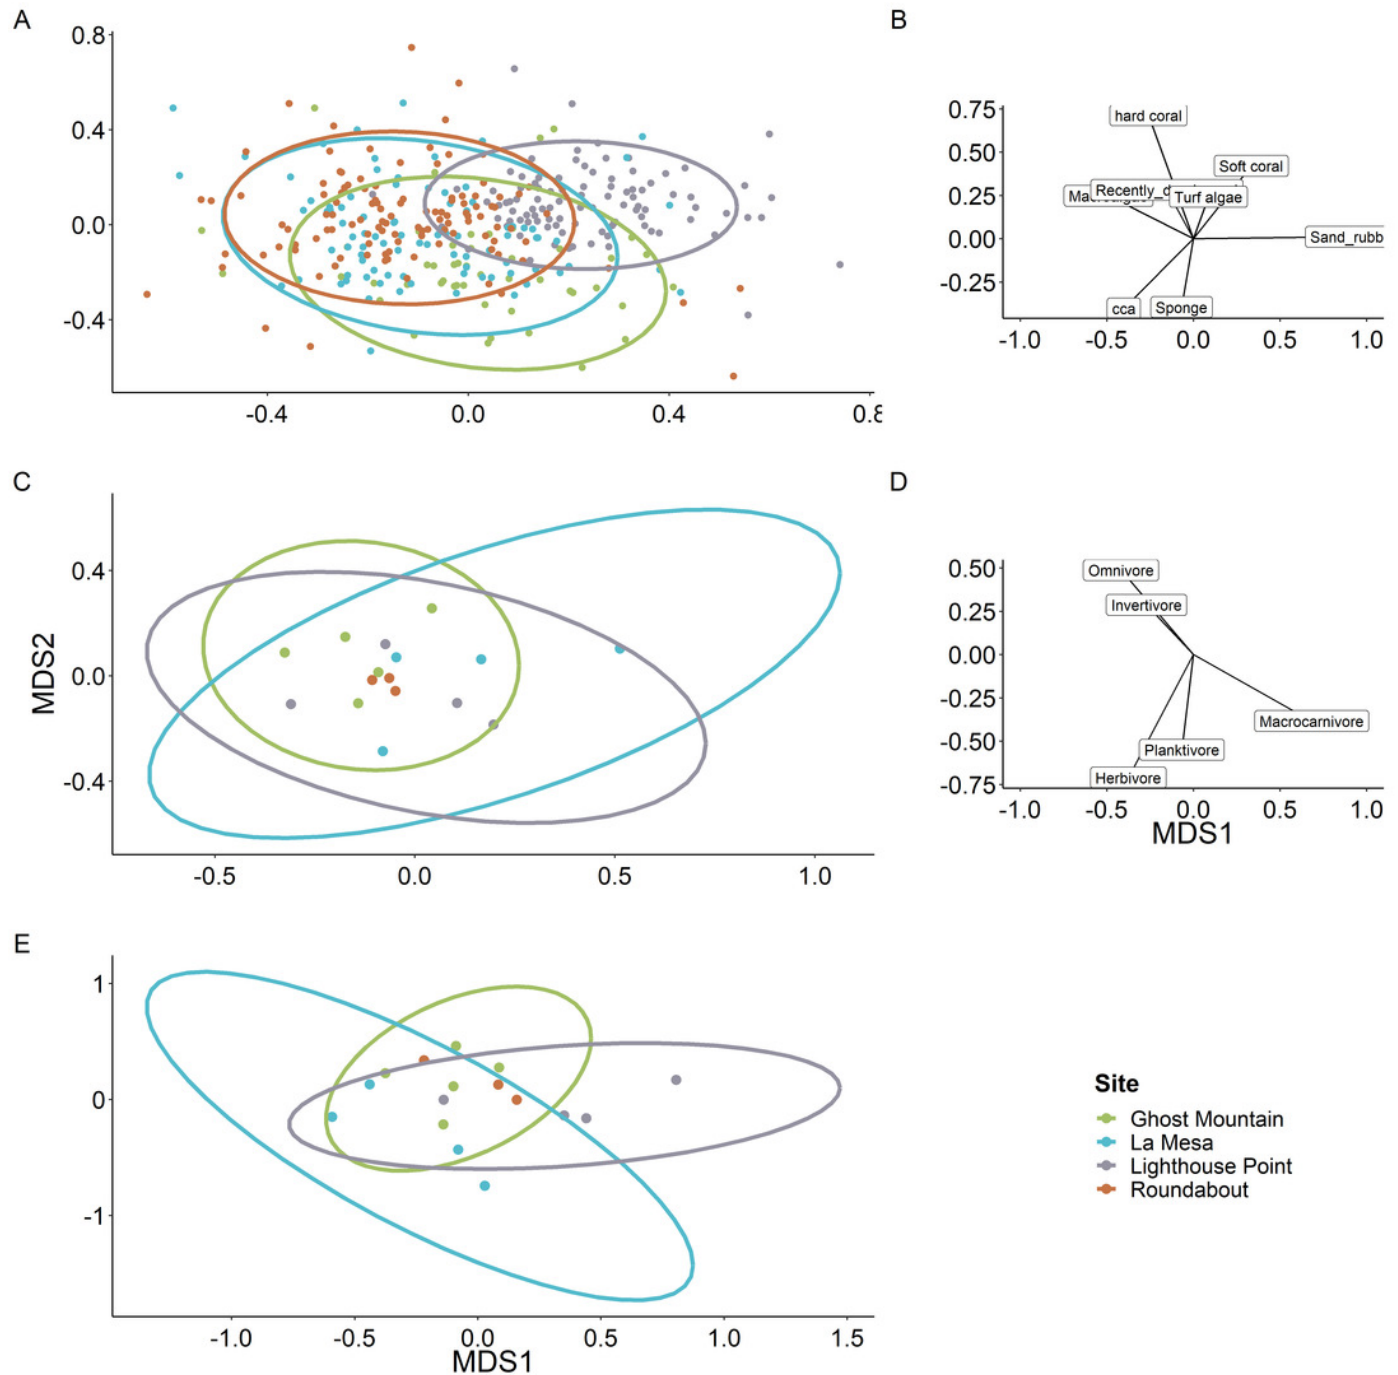 A
0.8
0.4
0.0
-0.4
-0.4 0.0 0.4 0.8
B
0.75
0.50
0.25
0.00
-0.25
hard coral
Soft coral
Recently_d
Turf algae
Sand_rubb
cca
Sponge
-1.0 -0.5 0.0 0.5 1.0
C
MDS2
0.4
0.0
-0.4
-0.5 0.0 0.5 1.0
D
0.50
0.25
0.00
-0.25
-0.50
-0.75
Omnivore
Invertivore
Macrocarnivore
Planktivore
Herbivore
-1.0 -0.5 0.0 0.5 1.0
MDS1
E
1
0
-1
-1.0 -0.5 0.0 0.5 1.0 1.5
MDS1
Site
Ghost Mountain
La Mesa
Lighthouse Point
Roundabout